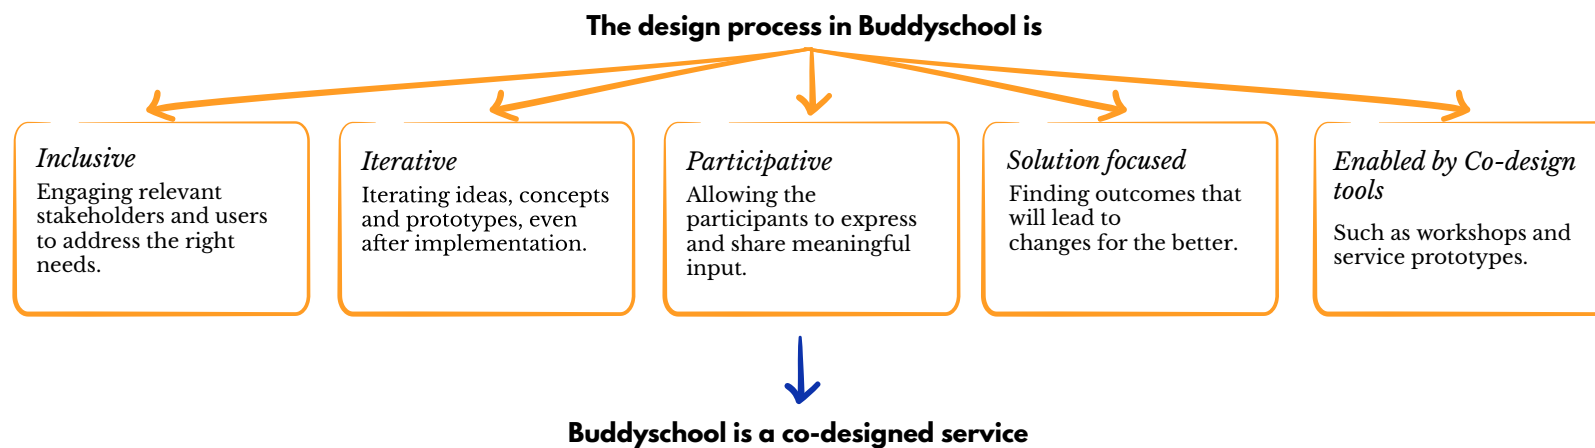 The design process in Buddyschool is
Inclusive
Engaging relevant
stakeholders and users
to address the right
needs.
Iterative
Iterating ideas, concepts
and prototypes, even
after implementation.
Participative
Allowing the
participants to express
and share meaningful
input.
Solution focused
Finding outcomes that
will lead to
changes for the better.
Enabled by Co-design
tools
Such as workshops and
service prototypes.
Buddyschool is a co-designed service